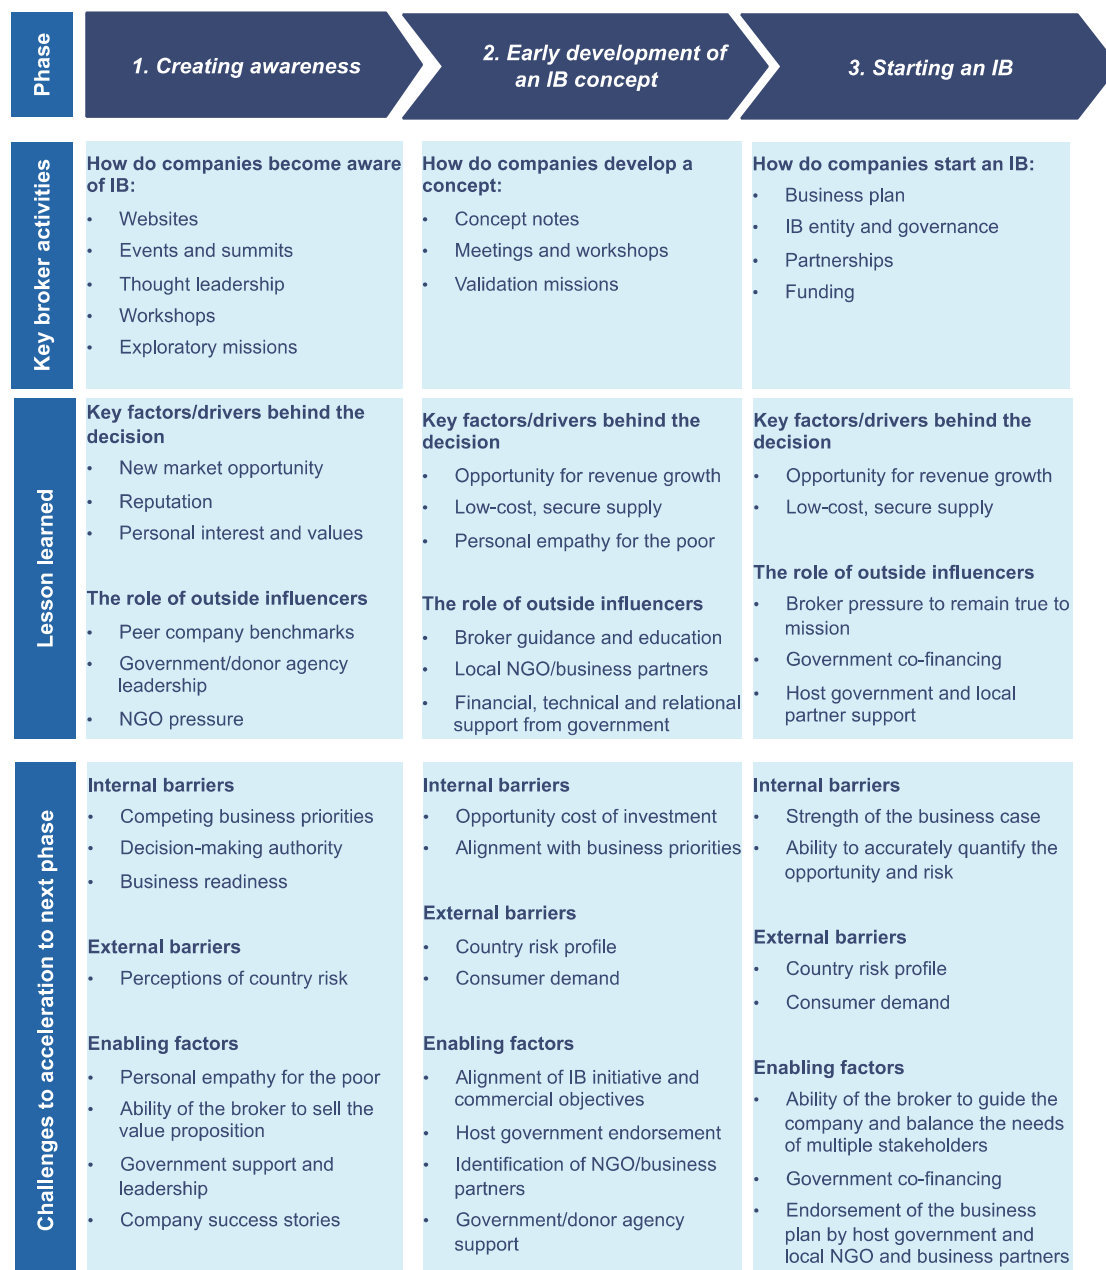 Phase
1. Creating awareness
2. Early development of
an IB concept
3. Starting an IB
Key broker activities
How do companies become aware
of IB:
• Websites
• Events and summits
• Thought leadership
• Workshops
• Exploratory missions
How do companies develop a
concept:
• Concept notes
• Meetings and workshops
• Validation missions
How do companies start an IB:
• Business plan
• IB entity and governance
• Partnerships
• Funding
Lesson learned
Key factors/drivers behind the
decision
• New market opportunity
• Reputation
• Personal interest and values
The role of outside influencers
• Peer company benchmarks
• Government/donor agency
leadership
• NGO pressure
Key factors/drivers behind the
decision
• Opportunity for revenue growth
• Low-cost, secure supply
• Personal empathy for the poor
The role of outside influencers
• Broker guidance and education
• Local NGO/business partners
• Financial, technical and relational
support from government
Key factors/drivers behind the
decision
• Opportunity for revenue growth
• Low-cost, secure supply
The role of outside influencers
• Broker pressure to remain true to
mission
• Government co-financing
• Host government and local
partner support
Challenges to acceleration to next phase
Internal barriers
• Competing business priorities
• Decision-making authority
• Business readiness
External barriers
• Perceptions of country risk
Enabling factors
• Personal empathy for the poor
• Ability of the broker to sell the
value proposition
• Government support and
leadership
• Company success stories
Internal barriers
• Opportunity cost of investment
• Alignment with business priorities
External barriers
• Country risk profile
• Consumer demand
Enabling factors
• Alignment of IB initiative and
commercial objectives
• Host government endorsement
• Identification of NGO/business
partners
• Government/donor agency
support
Internal barriers
• Strength of the business case
• Ability to accurately quantify the
opportunity and risk
External barriers
• Country risk profile
• Consumer demand
Enabling factors
• Ability of the broker to guide the
company and balance the needs
of multiple stakeholders
• Government co-financing
• Endorsement of the business
plan by host government and
local NGO and business partners